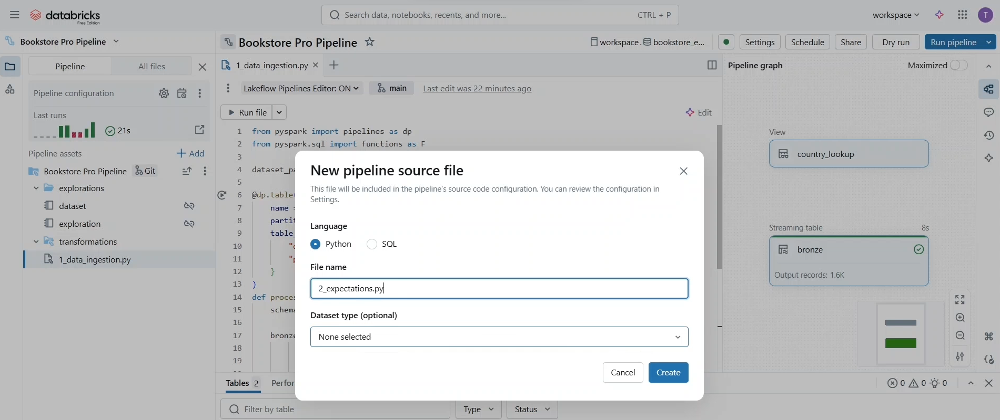 databricks
Free Edition
Search data, notebooks, recents, and more...
CTRL + P
workspace
T
Bookstore Pro Pipeline
Bookstore Pro Pipeline
workspace.
bookstore_e...
Settings
Schedule
Share
Dry run
Run pipeline
Pipeline
All files
Pipeline configuration
Last runs
21s
Pipeline assets
Add
Bookstore Pro Pipeline
Git
explorations
dataset
exploration
transformations
1_data_ingestion.py
1_data_ingestion.py
Lakeflow Pipelines Editor: ON
main
Last edit was 22 minutes ago
Run file
Edit
1 from pyspark import pipelines as dp
2 from pyspark.sql import functions as F
3
4 dataset_pa
5
6 @dp.table(
7 name =
8 partit
9 table_
10 "
11 "p
12 }
13 )
14 def proces
15 schema
16
17 bronze
18
19
New pipeline source file
This file will be included in the pipeline's source code configuration. You can review the configuration in
Settings.
Language
Python
SQL
File name
2_expectations.py
Dataset type (optional)
None selected
Cancel
Create
Pipeline graph
Maximized
View
country_lookup
Streaming table
8s
bronze
Output records: 1.6K
Tables 2
Perfor
0
0
0
Filter by table
Type
Status